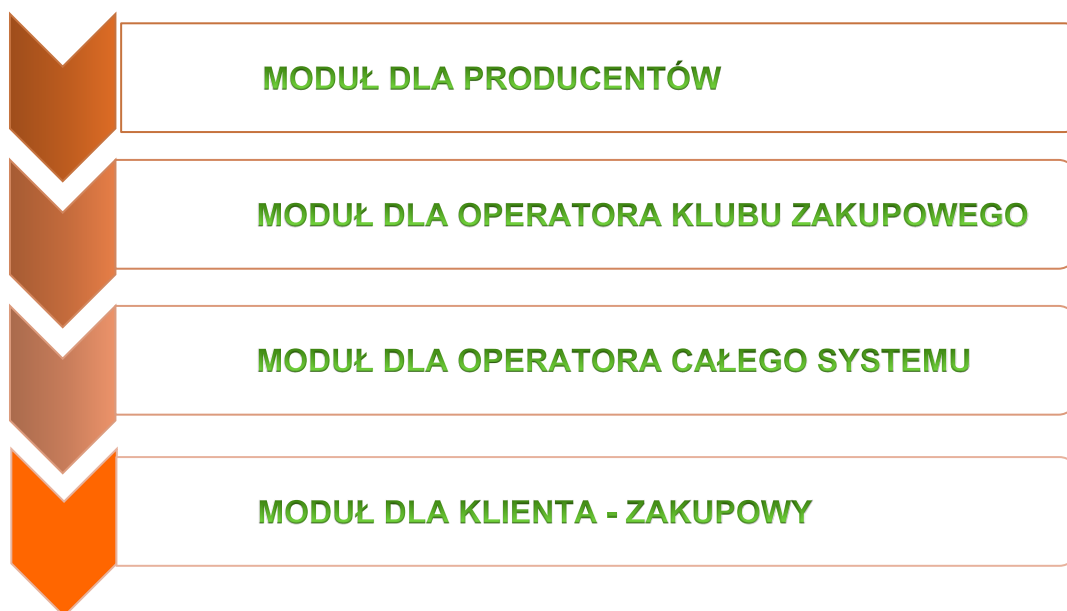 MODUŁ DLA PRODUCENTÓW
MODUŁ DLA OPERATORA KLUBU ZAKUPOWEGO
MODUŁ DLA OPERATORA CAŁEGO SYSTEMU
MODUŁ DLA KLIENTA - ZAKUPOWY